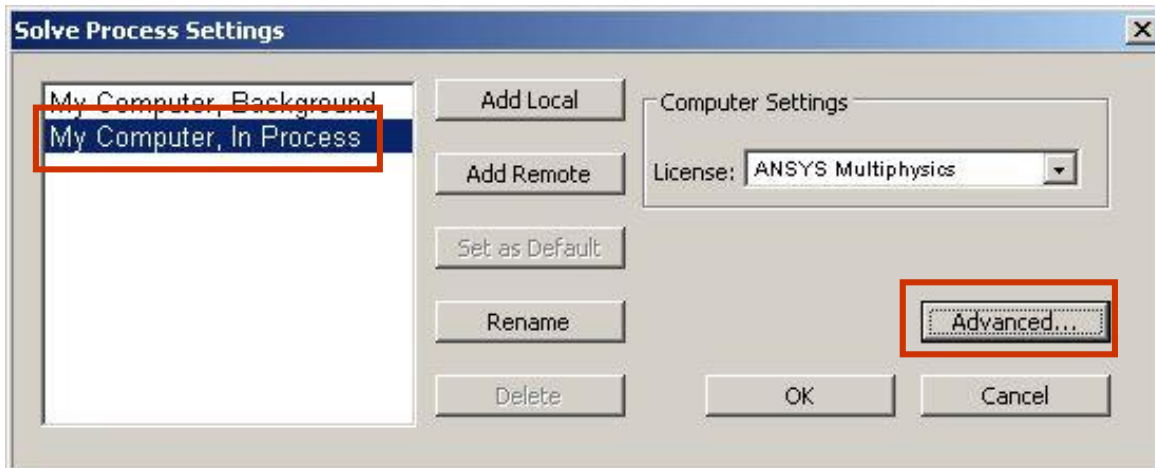 Solve Process Settings
My Computer, Background
My Computer, In Process
Add Local
Add Remote
Set as Default
Rename
Delete
Computer Settings
License: ANSYS Multiphysics
Advanced...
OK
Cancel